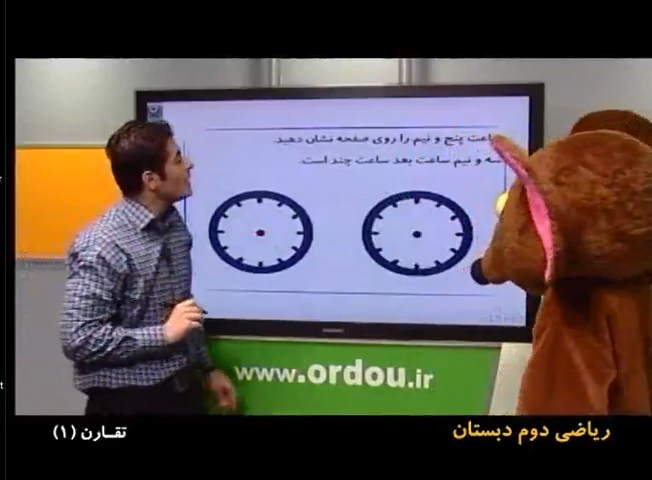 ساعت پنج و نیم را روی صفحه نشان دهید.
سه و نیم ساعت بعد ساعت چند است.
www.ordou.ir
ریاضی دوم دبستان
تقارن (۱)